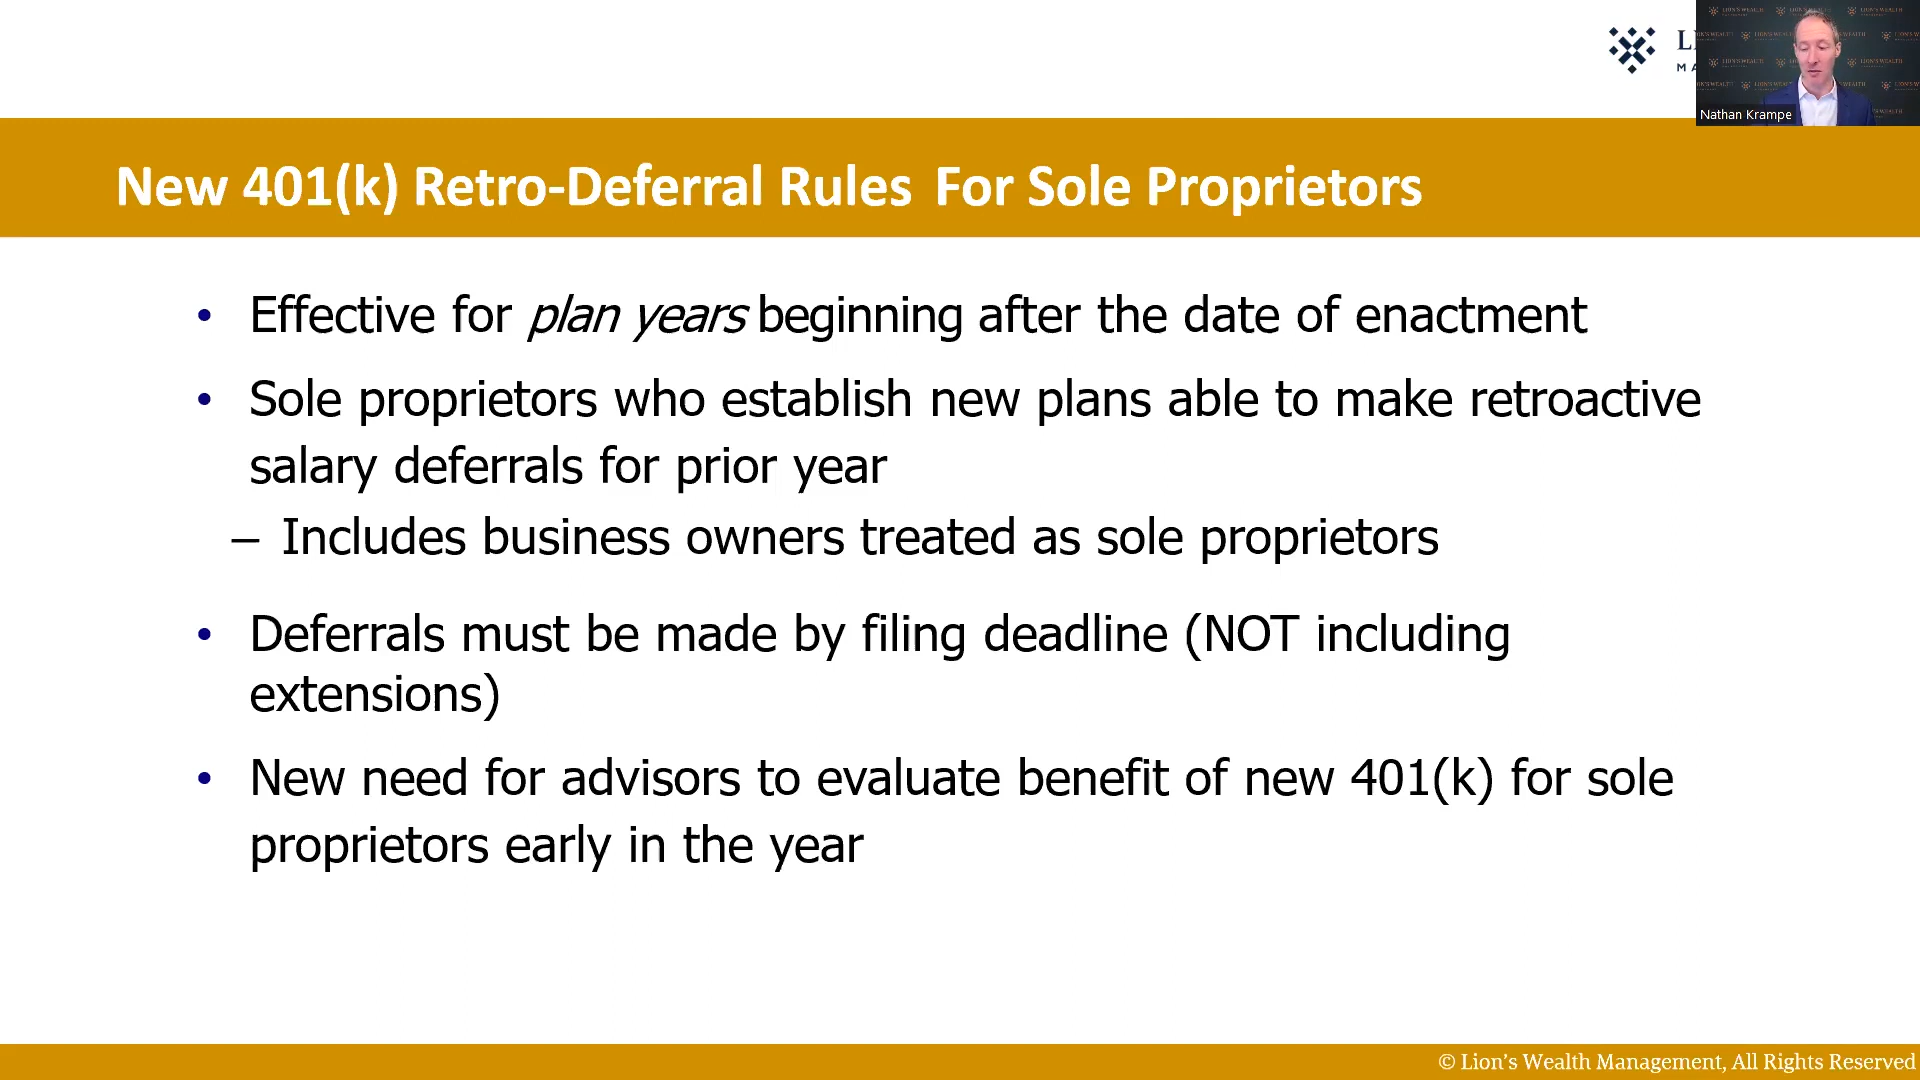 Nathan Krampe
New 401(k) Retro-Deferral Rules For Sole Proprietors
• Effective for plan years beginning after the date of enactment
• Sole proprietors who establish new plans able to make retroactive
salary deferrals for prior year
– Includes business owners treated as sole proprietors
• Deferrals must be made by filing deadline (NOT including
extensions)
• New need for advisors to evaluate benefit of new 401(k) for sole
proprietors early in the year
© Lion’s Wealth Management, All Rights Reserved